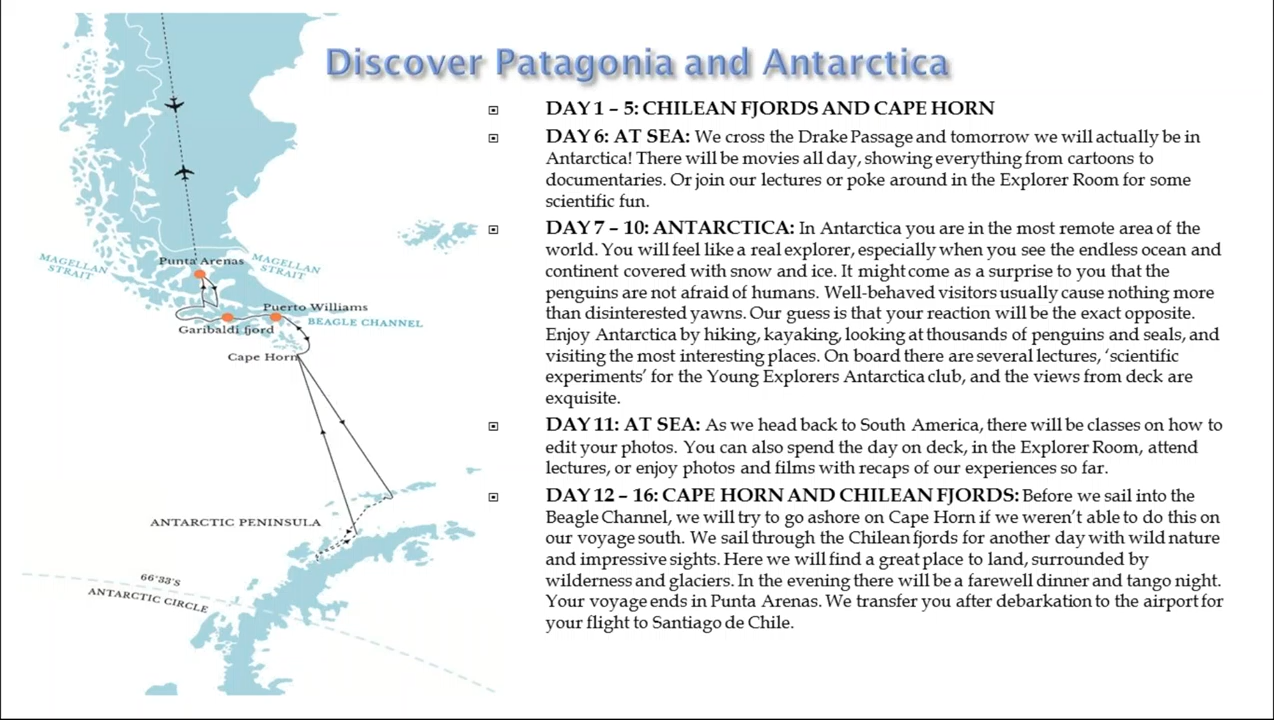 Discover Patagonia and Antarctica
DAY 1 – 5: CHILEAN FJORDS AND CAPE HORN
DAY 6: AT SEA: We cross the Drake Passage and tomorrow we will actually be in
Antarctica! There will be movies all day, showing everything from cartoons to
documentaries. Or join our lectures or poke around in the Explorer Room for some
scientific fun.
DAY 7 – 10: ANTARCTICA: In Antarctica you are in the most remote area of the
world. You will feel like a real explorer, especially when you see the endless ocean and
continent covered with snow and ice. It might come as a surprise to you that the
penguins are not afraid of humans. Well-behaved visitors usually cause nothing more
than disinterested yawns. Our guess is that your reaction will be the exact opposite.
Enjoy Antarctica by hiking, kayaking, looking at thousands of penguins and seals, and
visiting the most interesting places. On board there are several lectures, ‘scientific
experiments’ for the Young Explorers Antarctica club, and the views from deck are
exquisite.
DAY 11: AT SEA: As we head back to South America, there will be classes on how to
edit your photos. You can also spend the day on deck, in the Explorer Room, attend
lectures, or enjoy photos and films with recaps of our experiences so far.
DAY 12 – 16: CAPE HORN AND CHILEAN FJORDS: Before we sail into the
Beagle Channel, we will try to go ashore on Cape Horn if we weren’t able to do this on
our voyage south. We sail through the Chilean fjords for another day with wild nature
and impressive sights. Here we will find a great place to land, surrounded by
wilderness and glaciers. In the evening there will be a farewell dinner and tango night.
Your voyage ends in Punta Arenas. We transfer you after debarkation to the airport for
your flight to Santiago de Chile.
MAGELLAN
STRAIT
Punta Arenas
MAGELLAN
STRAIT
Puerto Williams
BEAGLE CHANNEL
Garibaldi fjord
Cape Horn
ANTARCTIC PENINSULA
66°33'S
ANTARCTIC CIRCLE